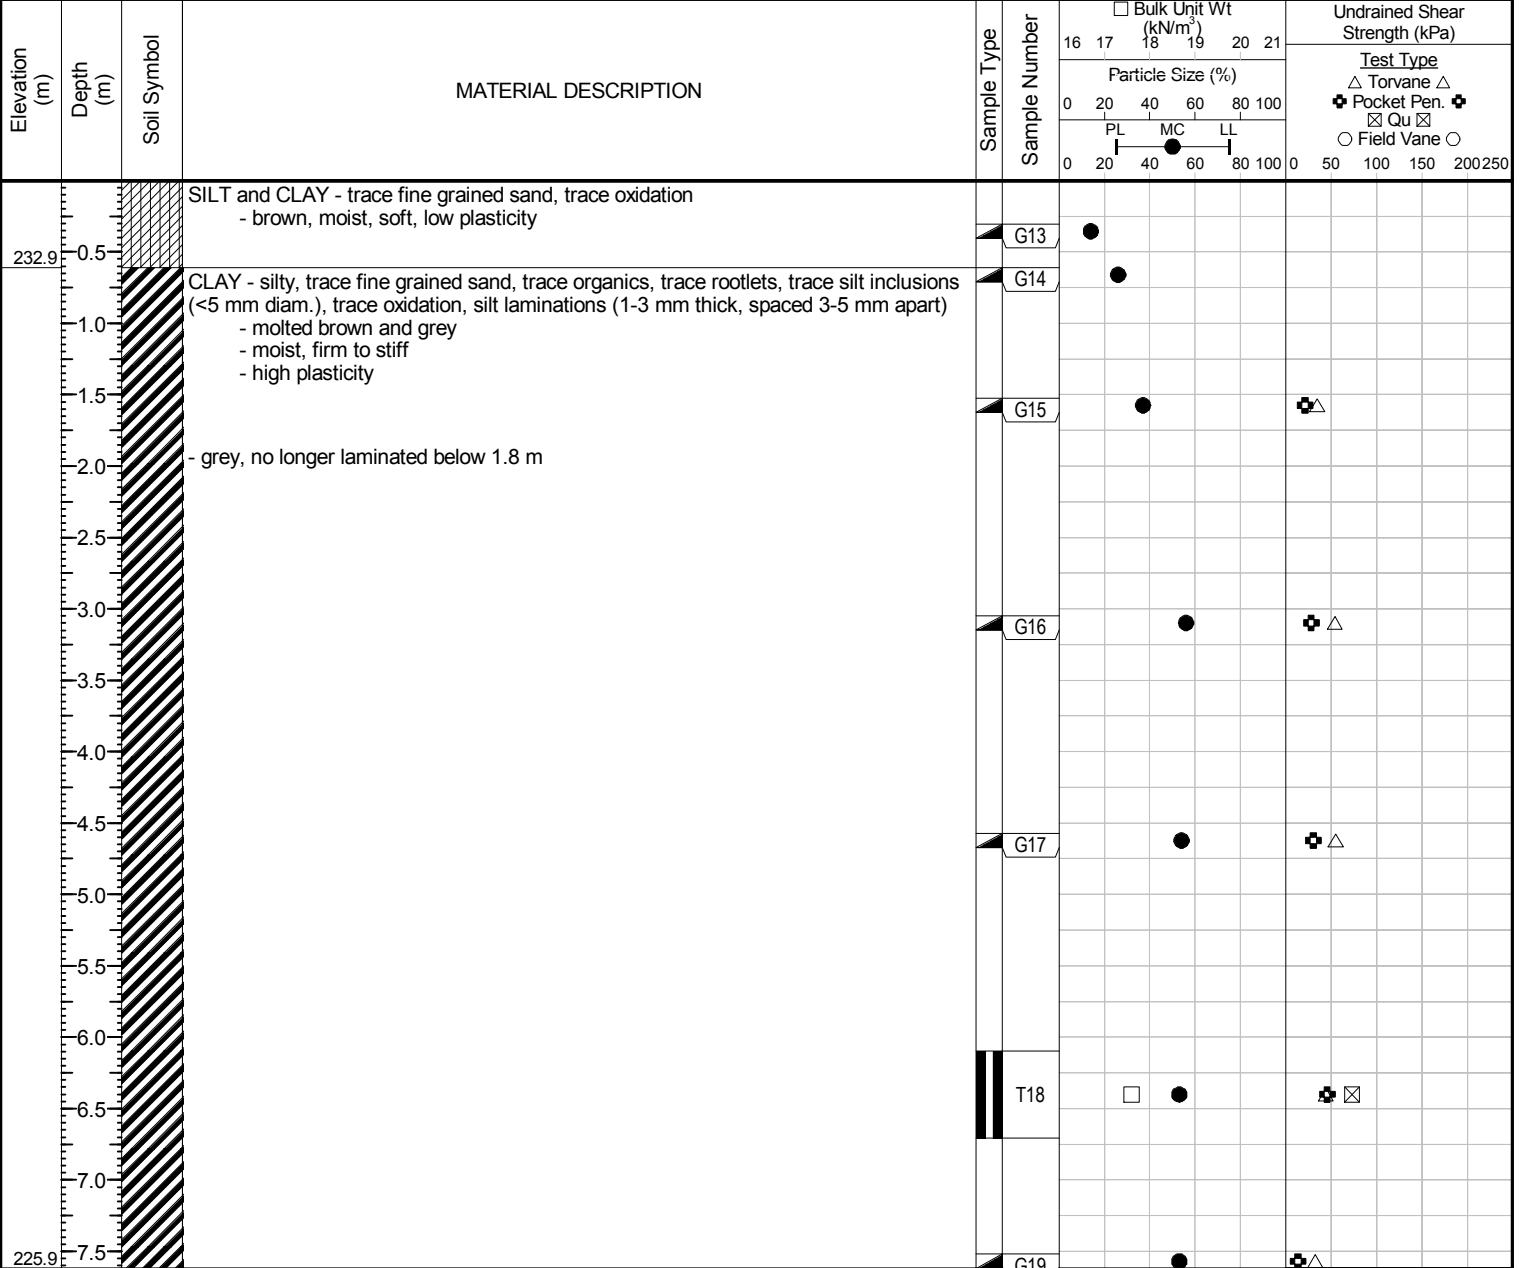 Elevation
(m)
Depth
(m)
Soil Symbol
MATERIAL DESCRIPTION
Sample Type
Sample Number
Bulk Unit Wt
(kN/m³)
16 17 18 19 20 21
Particle Size (%)
0 20 40 60 80 100
PL MC LL
0 20 40 60 80 100
Undrained Shear
Strength (kPa)
Test Type
△ Torvane △
Pocket Pen.
☒ Qu ☒
○ Field Vane ○
0 50 100 150 200 250
SILT and CLAY - trace fine grained sand, trace oxidation
- brown, moist, soft, low plasticity
G13
232.9
0.5
CLAY - silty, trace fine grained sand, trace organics, trace rootlets, trace silt inclusions
(<5 mm diam.), trace oxidation, silt laminations (1-3 mm thick, spaced 3-5 mm apart)
- molted brown and grey
- moist, firm to stiff
- high plasticity
G14
1.0
1.5
G15
- grey, no longer laminated below 1.8 m
2.0
2.5
3.0
G16
3.5
4.0
4.5
G17
5.0
5.5
6.0
T18
6.5
7.0
7.5
225.9
G19